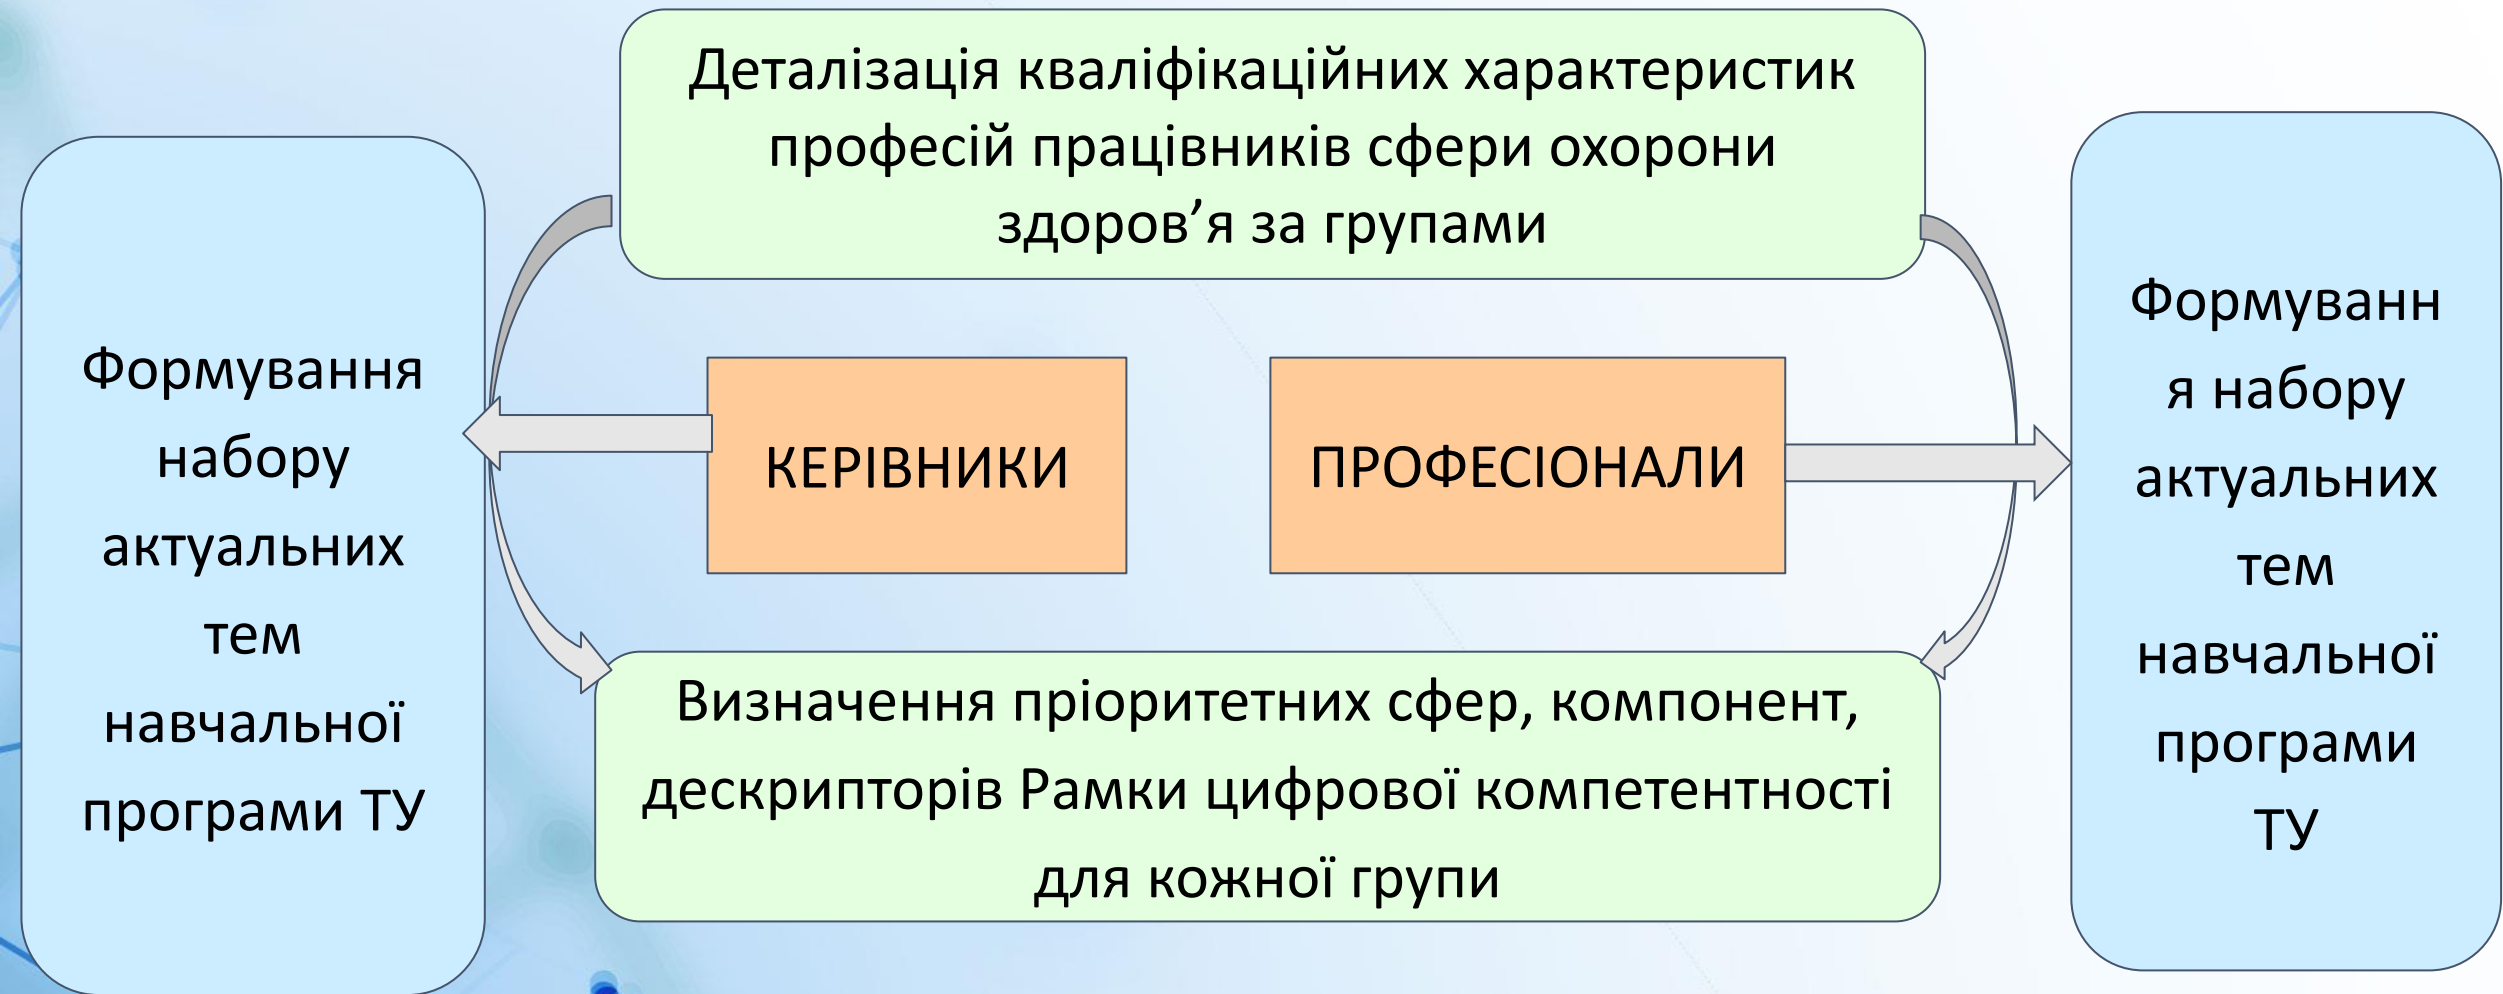 Деталізація кваліфікаційних характеристик
професій працівників сфери охорони
здоров’я за групами
Формування
набору
актуальних
тем
навчальної
програми ТУ
КЕРІВНИКИ
ПРОФЕСІОНАЛИ
Формуванн
я набору
актуальних
тем
навчальної
програми
ТУ
Визначення пріоритетних сфер, компонент,
дескрипторів Рамки цифрової компетентності
для кожної групи